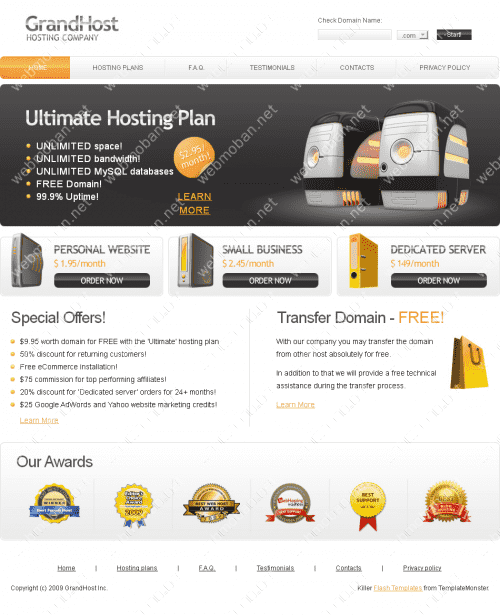 GrandHost
HOSTING COMPANY
Check Domain Name:
.com
Start!
HOME
HOSTING PLANS
F.A.Q.
TESTIMONIALS
CONTACTS
PRIVACY POLICY
Ultimate Hosting Plan
UNLIMITED space!
UNLIMITED bandwidth!
UNLIMITED MySQL databases
FREE Domain!
99.9% Uptime!
$2.95/
month!
LEARN
MORE
PERSONAL WEBSITE
$ 1.95/month
ORDER NOW
SMALL BUSINESS
$ 2.45/month
ORDER NOW
DEDICATED SERVER
$ 149/month
ORDER NOW
Special Offers!
$9.95 worth domain for FREE with the 'Ultimate' hosting plan
50% discount for returning customers!
Free eCommerce installation!
$75 commission for top performing affiliates!
20% discount for 'Dedicated server' orders for 24+ months!
$25 Google AdWords and Yahoo website marketing credits!
Learn More
Transfer Domain - FREE!
With our company you may transfer the domain
from other host absolutely for free.
In addition to that we will provide a free technical
assistance during the transfer process.
Learn More
Our Awards
2009
BEST WEB HOST
AWARD
BEST
SUPPORT
Home
Hosting plans
F.A.Q.
Testimonials
Contacts
Privacy policy
Copyright (c) 2009 GrandHost Inc.
Killer Flash Templates from TemplateMonster.
webmoban.net